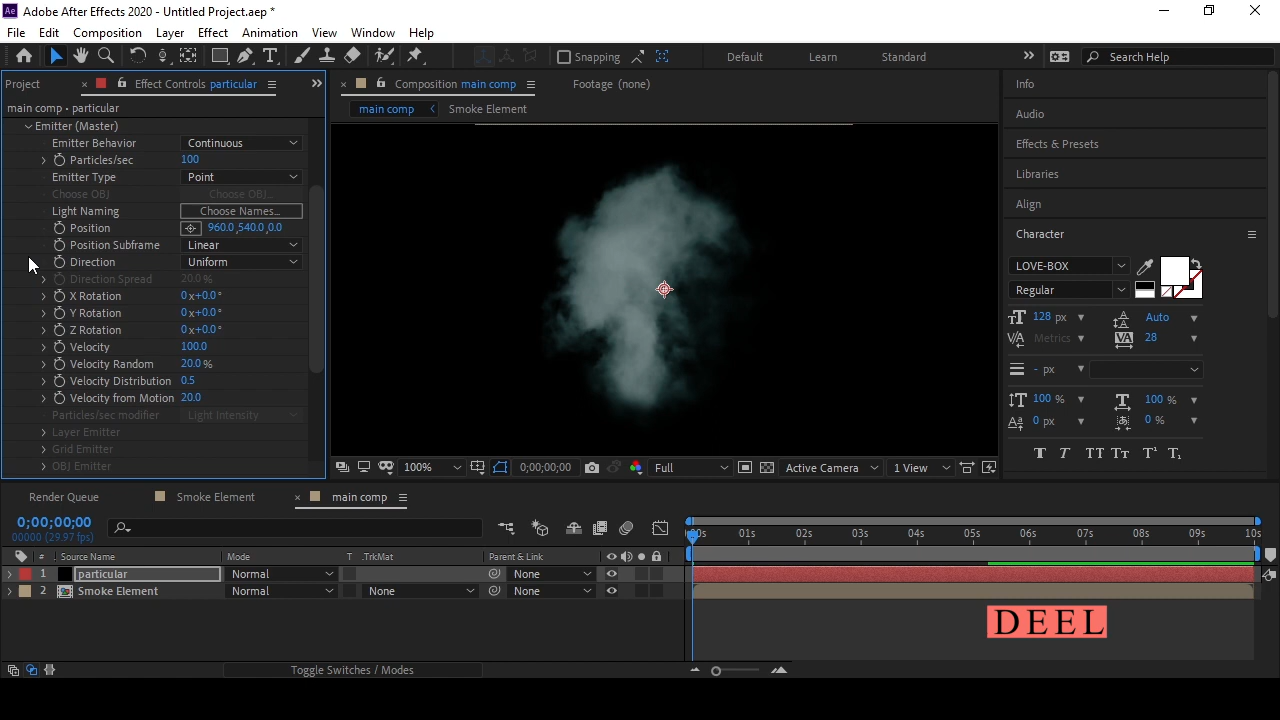 Adobe After Effects 2020 - Untitled Project.aep *
File Edit Composition Layer Effect Animation View Window Help
Snapping Default Learn Standard Search Help
Project Effect Controls particular
main comp • particular
Emitter (Master)
Emitter Behavior Continuous
Particles/sec 100
Emitter Type Point
Choose OBJ Choose OBJ...
Light Naming Choose Names...
Position 960.0,540.0,0.0
Position Subframe Linear
Direction Uniform
Direction Spread 20.0 %
X Rotation 0x+0.0°
Y Rotation 0x+0.0°
Z Rotation 0x+0.0°
Velocity 100.0
Velocity Random 20.0 %
Velocity Distribution 0.5
Velocity from Motion 20.0
Particles/sec modifier Light Intensity
Layer Emitter
Grid Emitter
OBJ Emitter
Composition main comp Footage (none)
main comp Smoke Element
100% 0;00;00;00 Full Active Camera 1 View
Info
Audio
Effects & Presets
Libraries
Align
Character
LOVE-BOX
Regular
128 px Auto
Metrics 28
- px
100 % 100 %
0 px 0 %
T T TT Tт T¹ T₁
Render Queue Smoke Element main comp
0;00;00;00
00000 (29.97 fps)
# Source Name Mode T .TrkMat Parent & Link
1 particular Normal None
2 Smoke Element Normal None None
00s 01s 02s 03s 04s 05s 06s 07s 08s 09s 10s
DEEL
Toggle Switches / Modes